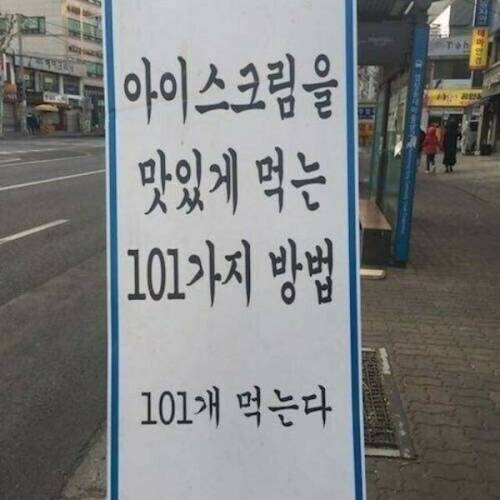 아이스크림을
맛있게 먹는
101가지 방법
101개 먹는다